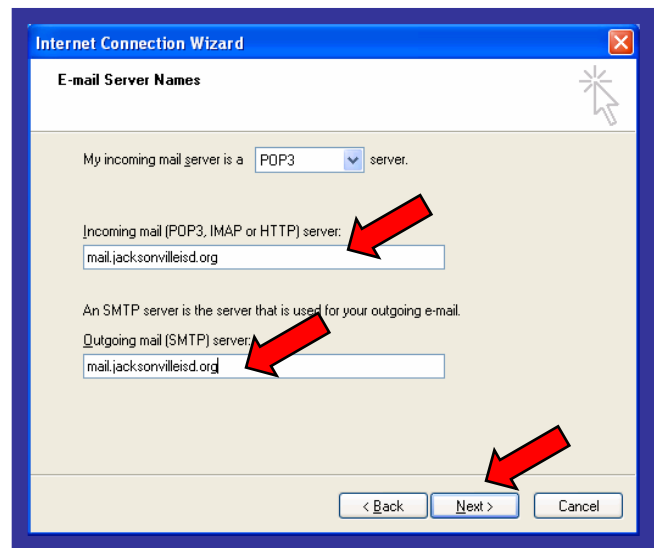 Internet Connection Wizard
E-mail Server Names
My incoming mail server is a POP3 server.
Incoming mail (POP3, IMAP or HTTP) server:
mail.jacksonvilleisd.org
An SMTP server is the server that is used for your outgoing e-mail.
Outgoing mail (SMTP) server:
mail.jacksonvilleisd.org
< Back Next > Cancel